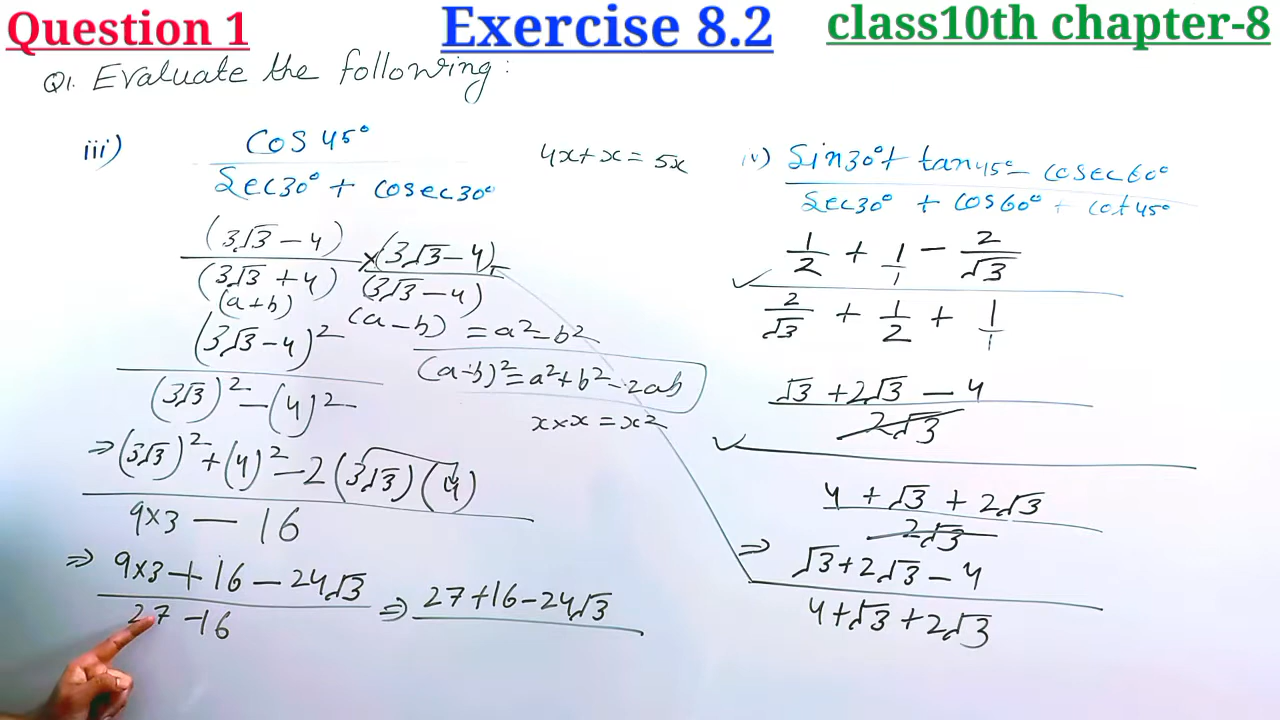 Question 1
Exercise 8.2
class10th chapter-8
Q1. Evaluate the following:
iii) Cos 45°
Sec30° + cosec30°
(3√3 - 4) × (3√3 - 4)
(3√3 + 4) (3√3 - 4)
(a+b) (a-b) = a² - b²
(3√3 - 4)²
(3√3)² - (4)²
(a-b)² = a² + b² - 2ab
x × x = x²
⇒ (3√3)² + (4)² - 2(3√3)(4)
9×3 - 16
⇒ 9×3 + 16 - 24√3
27 - 16
⇒ 27 + 16 - 24√3
4x + x = 5x
iv) Sin30° + tan45° - cosec60°
Sec30° + cos60° + cot45°
1/2 + 1/1 - 2/√3
2/√3 + 1/2 + 1/1
√3 + 2√3 - 4
2√3
4 + √3 + 2√3
2√3
⇒ √3 + 2√3 - 4
4 + √3 + 2√3